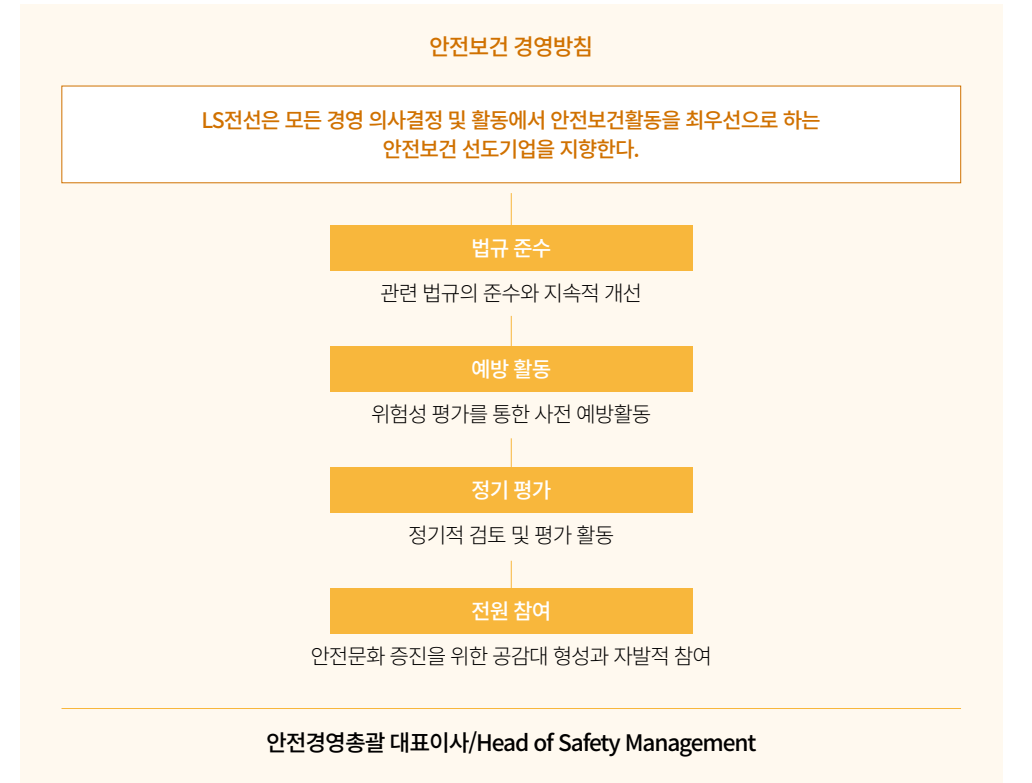 안전보건 경영방침
LS전선은 모든 경영 의사결정 및 활동에서 안전보건활동을 최우선으로 하는
안전보건 선도기업을 지향한다.
법규 준수
관련 법규의 준수와 지속적 개선
예방 활동
위험성 평가를 통한 사전 예방활동
정기 평가
정기적 검토 및 평가 활동
전원 참여
안전문화 증진을 위한 공감대 형성과 자발적 참여
안전경영총괄 대표이사/Head of Safety Management